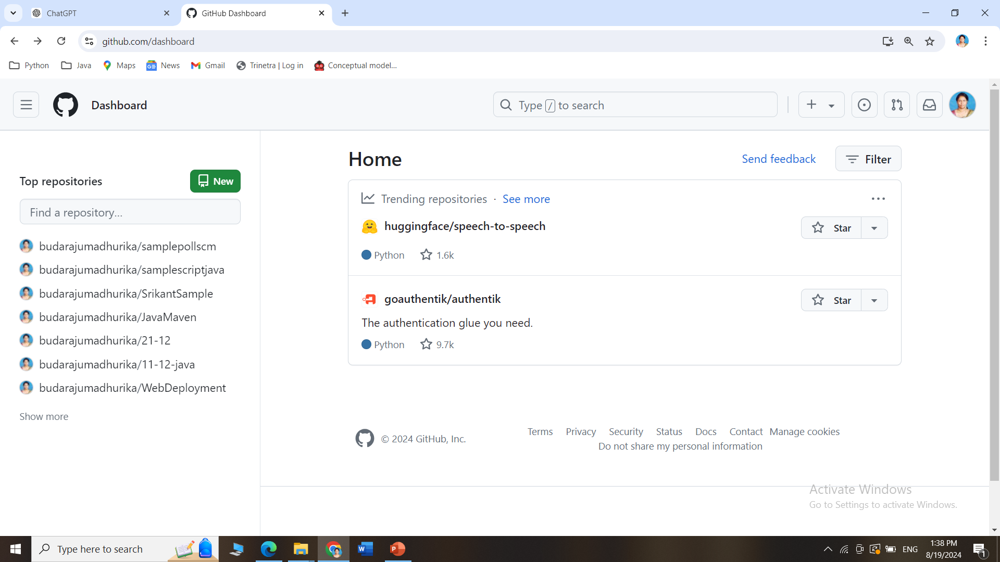 ChatGPT
GitHub Dashboard
github.com/dashboard
Python
Java
Maps
News
Gmail
Trinetra | Log in
Conceptual model...
Dashboard
Type / to search
Top repositories
New
Find a repository...
budarajumadhurika/samplepollscm
budarajumadhurika/samplescriptjava
budarajumadhurika/SrikantSample
budarajumadhurika/JavaMaven
budarajumadhurika/21-12
budarajumadhurika/11-12-java
budarajumadhurika/WebDeployment
Show more
Home
Send feedback
Filter
Trending repositories · See more
huggingface/speech-to-speech
Star
Python
1.6k
goauthentik/authentik
Star
The authentication glue you need.
Python
9.7k
© 2024 GitHub, Inc.
Terms
Privacy
Security
Status
Docs
Contact
Manage cookies
Do not share my personal information
Activate Windows
Go to Settings to activate Windows.
Type here to search
ENG
1:38 PM
8/19/2024
1